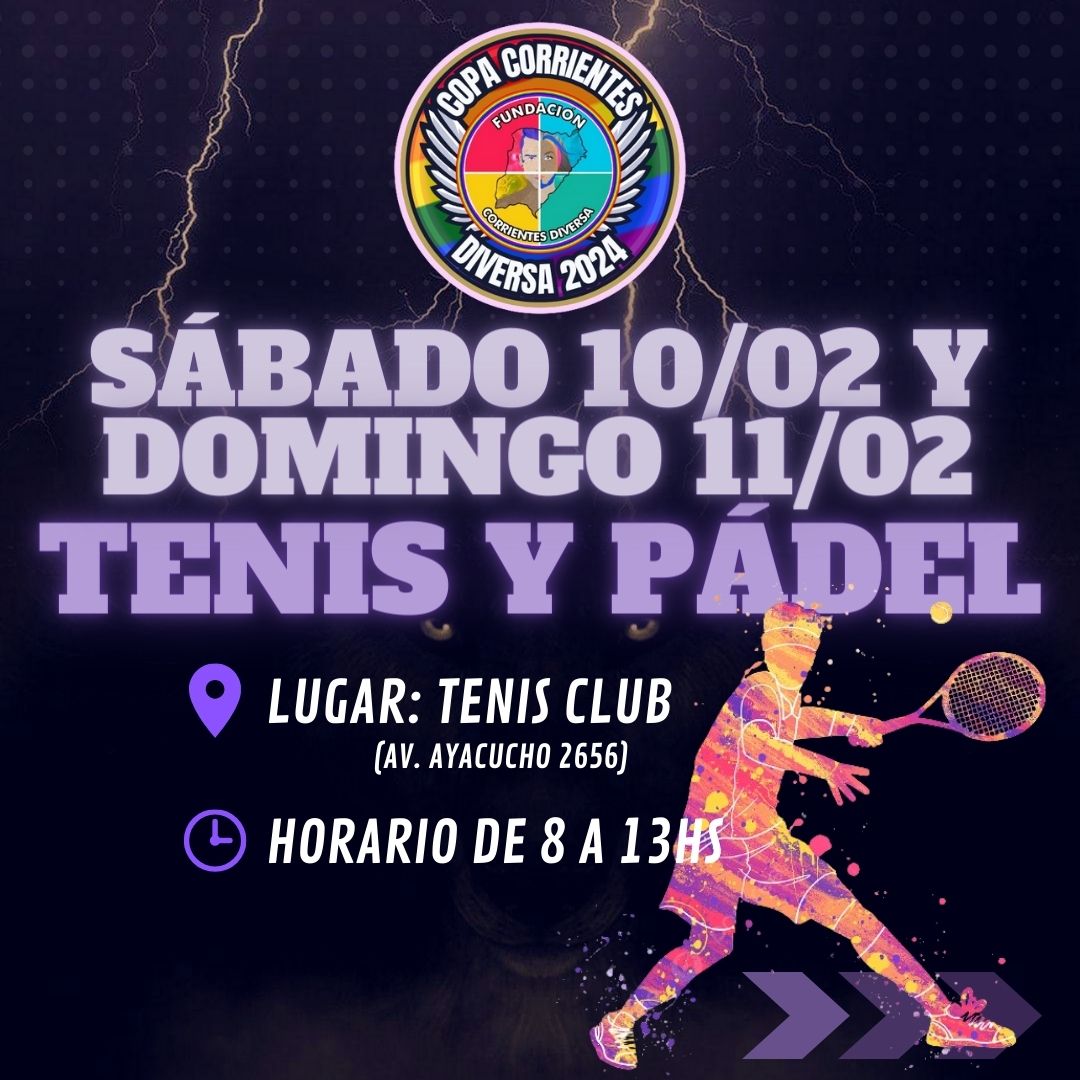 COPA CORRIENTES
FUNDACION
CORRIENTES DIVERSA
DIVERSA 2024
SÁBADO 10/02 Y
DOMINGO 11/02
TENIS Y PÁDEL
LUGAR: TENIS CLUB
(AV. AYACUCHO 2656)
HORARIO DE 8 A 13HS